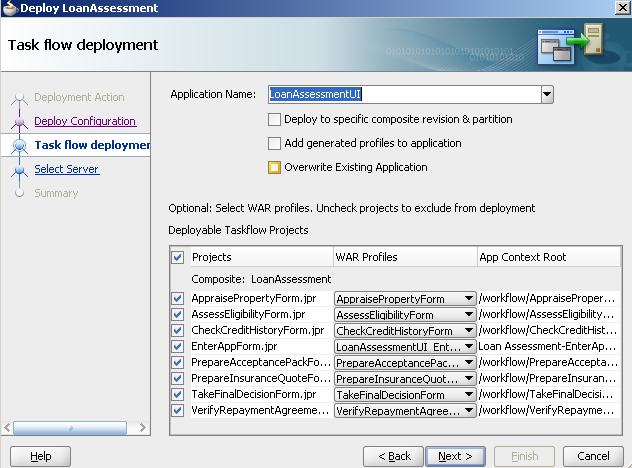 Deploy LoanAssessment
Task flow deployment
Deployment Action
Deploy Configuration
Task flow deploymen
Select Server
Summary
Application Name: LoanAssessmentUI
Deploy to specific composite revision & partition
Add generated profiles to application
Overwrite Existing Application
Optional: Select WAR profiles. Uncheck projects to exclude from deployment
Deployable Taskflow Projects
Projects WAR Profiles App Context Root
Composite: LoanAssessment
AppraisePropertyForm.jpr AppraisePropertyForm /workflow/AppraiseProper...
AssessEligibilityForm.jpr AssessEligibilityForm /workflow/AssessEligibility...
CheckCreditHistoryForm.jpr CheckCreditHistoryForm /workflow/CheckCreditHist...
EnterAppForm.jpr LoanAssessmentUI_Ent... Loan Assessment-EnterAp...
PrepareAcceptancePackFo... PrepareAcceptancePac... /workflow/PrepareAccepta...
PrepareInsuranceQuoteFo... PrepareInsuranceQuot... /workflow/PrepareInsuran...
TakeFinalDecisionForm.jpr TakeFinalDecisionForm /workflow/TakeFinalDecisi...
VerifyRepaymentAgreeme... VerifyRepaymentAgree... /workflow/VerifyRepaymen...
Help < Back Next > Finish Cancel